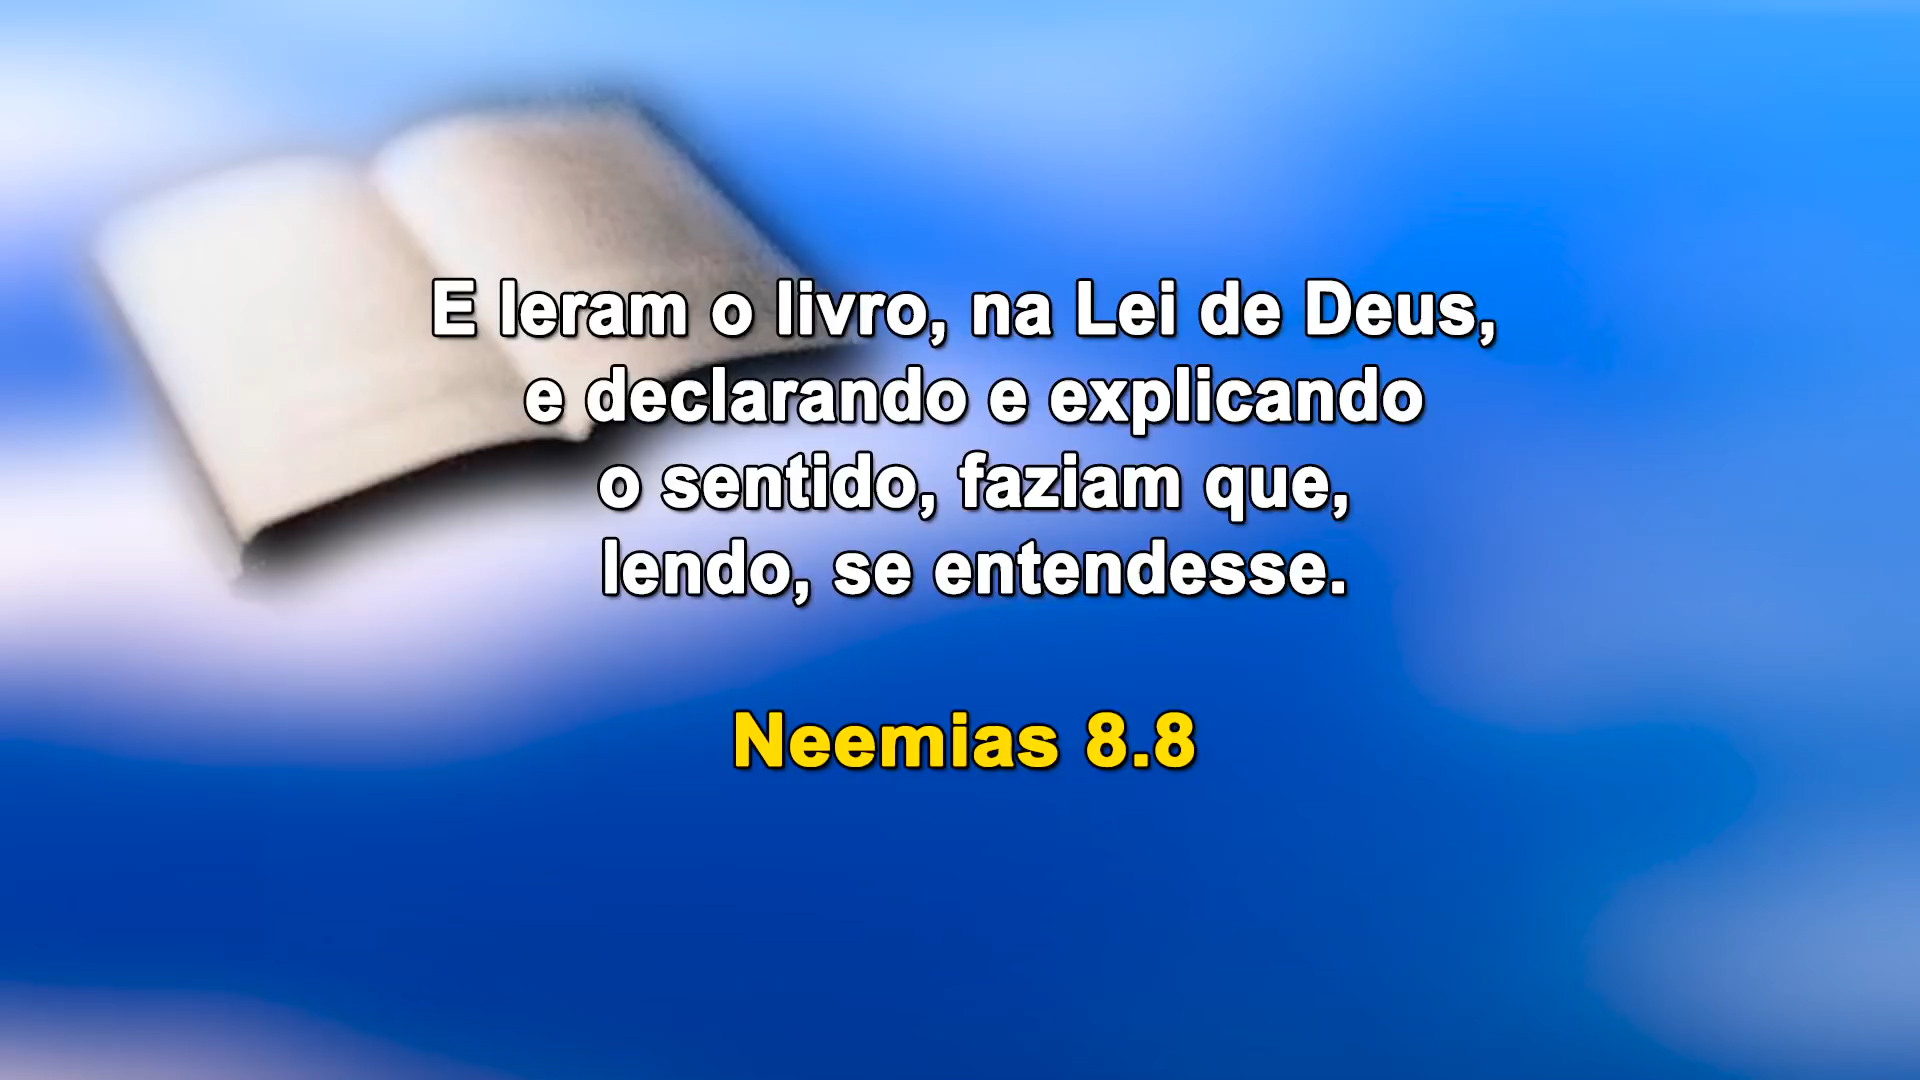 E leram o livro, na Lei de Deus,
e declarando e explicando
o sentido, faziam que,
lendo, se entendesse.
Neemias 8.8